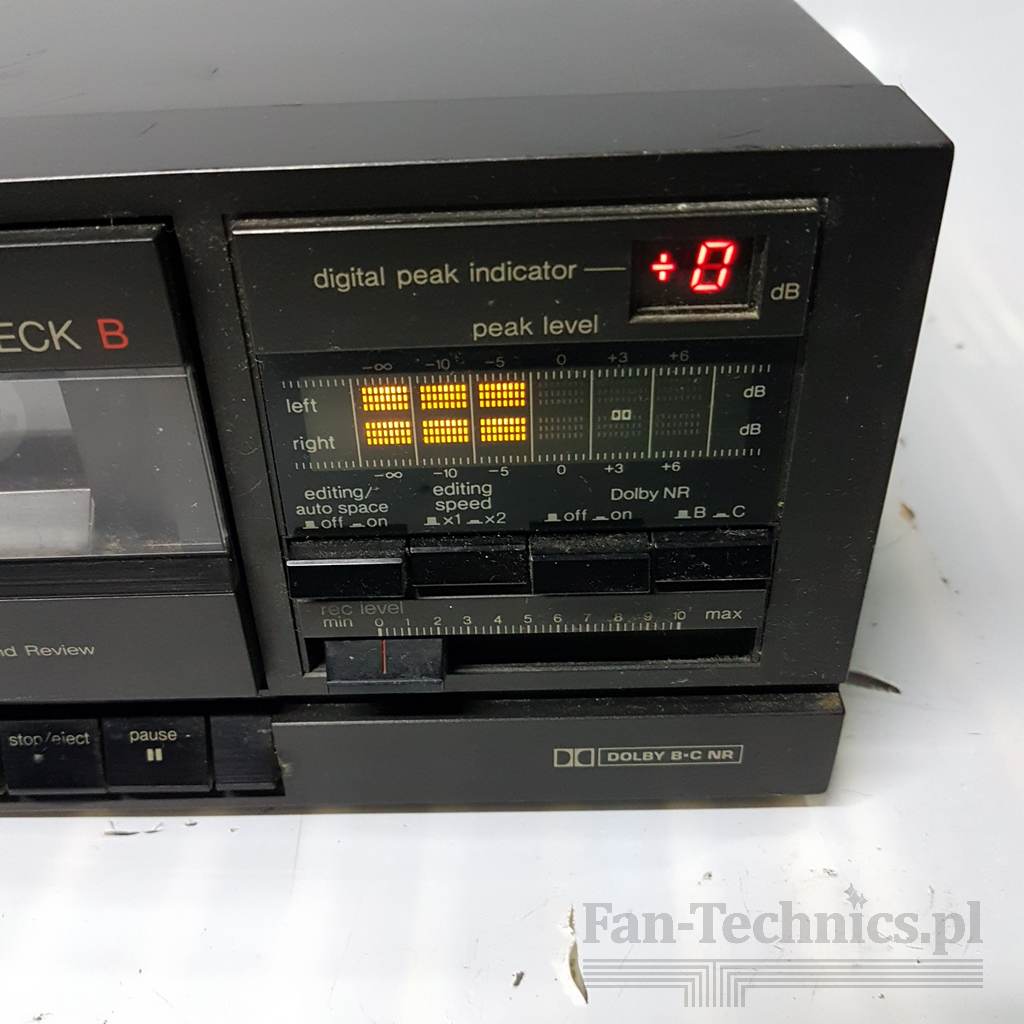 digital peak indicator
÷0
dB
peak level
ECK B
-∞ -10 -5 0 +3 +6
left dB
right dB
-∞ -10 -5 0 +3 +6
editing/
auto space
off on
editing
speed
x1 x2
Dolby NR
off on B C
rec level
min 0 1 2 3 4 5 6 7 8 9 10 max
nd Review
stop/eject pause
DOLBY B·C NR
Fan-Technics.pl